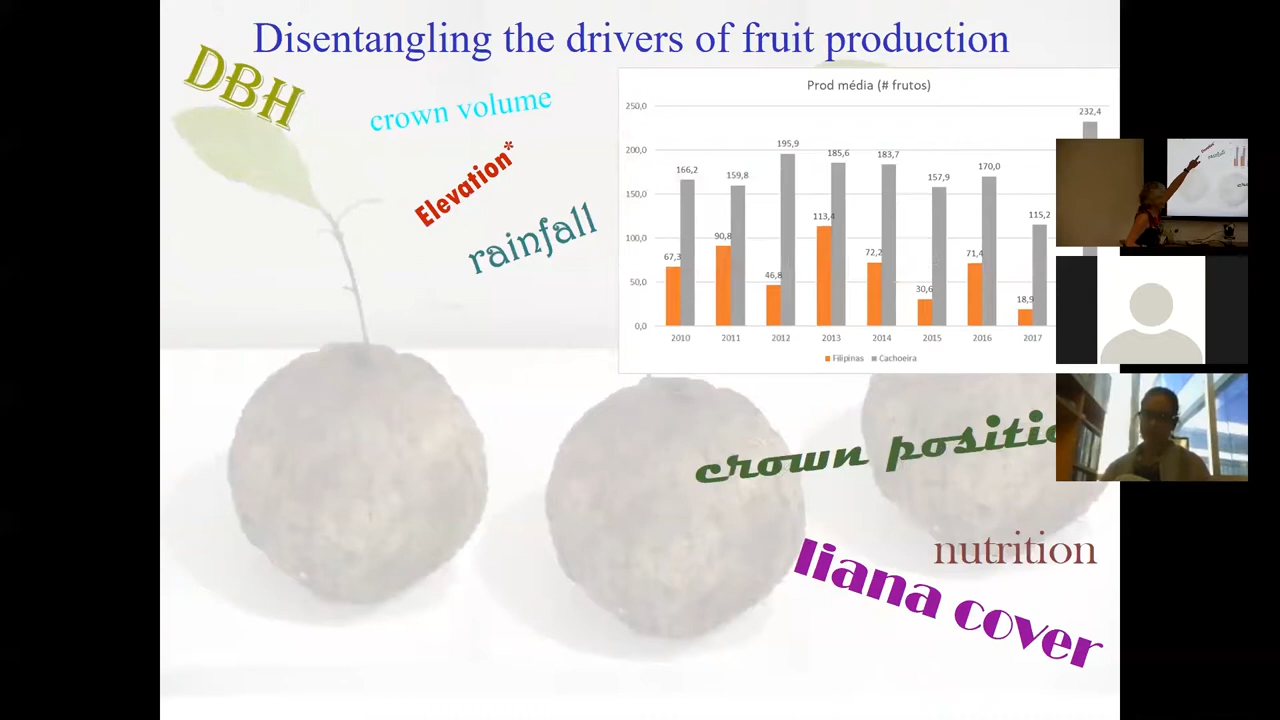 Disentangling the drivers of fruit production
DBH
crown volume
Elevation*
rainfall
Prod média (# frutos)
250,0
200,0
150,0
100,0
50,0
0,0
67,3
166,2
90,8
159,8
46,8
195,9
113,4
185,6
72,2
183,7
30,6
157,9
71,4
170,0
18,9
115,2
232,4
2010 2011 2012 2013 2014 2015 2016 2017
Filipinas Cachoeira
crown positio
nutrition
liana cover